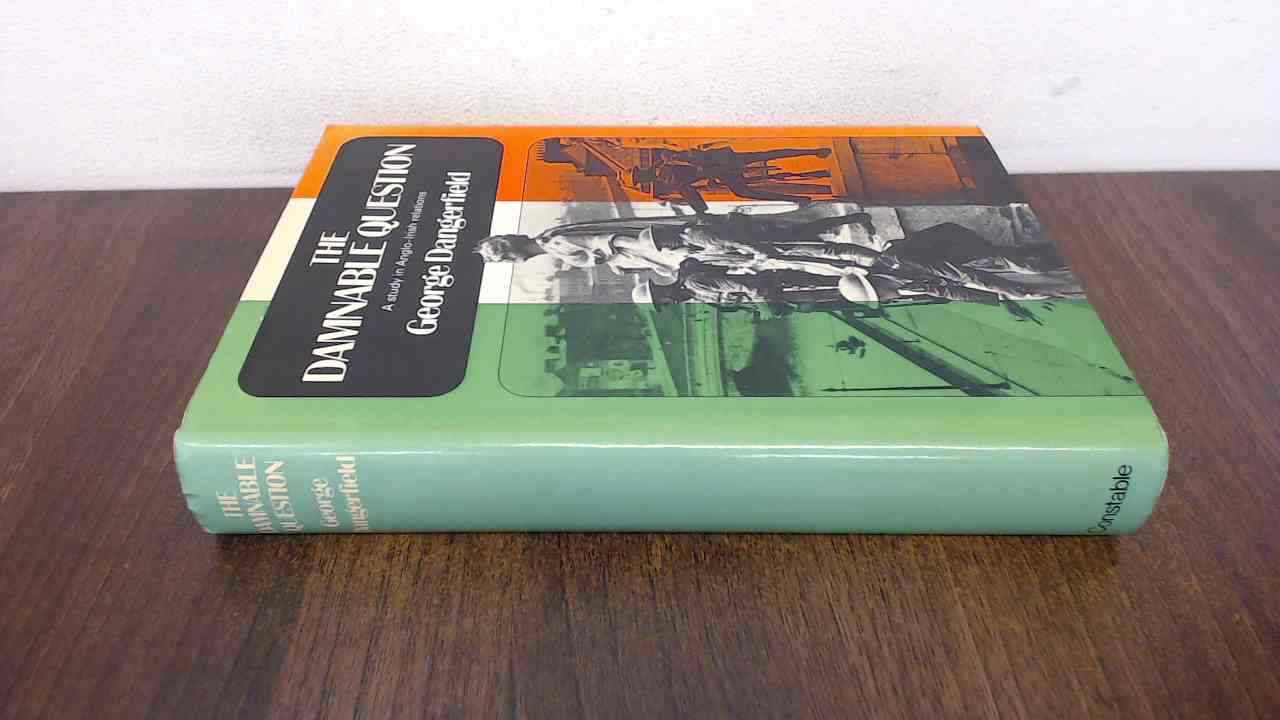 THE
DAMNABLE QUESTION
A study in Anglo-Irish relations
George Dangerfield
THE
DAMNABLE
QUESTION
George
Dangerfield
Constable